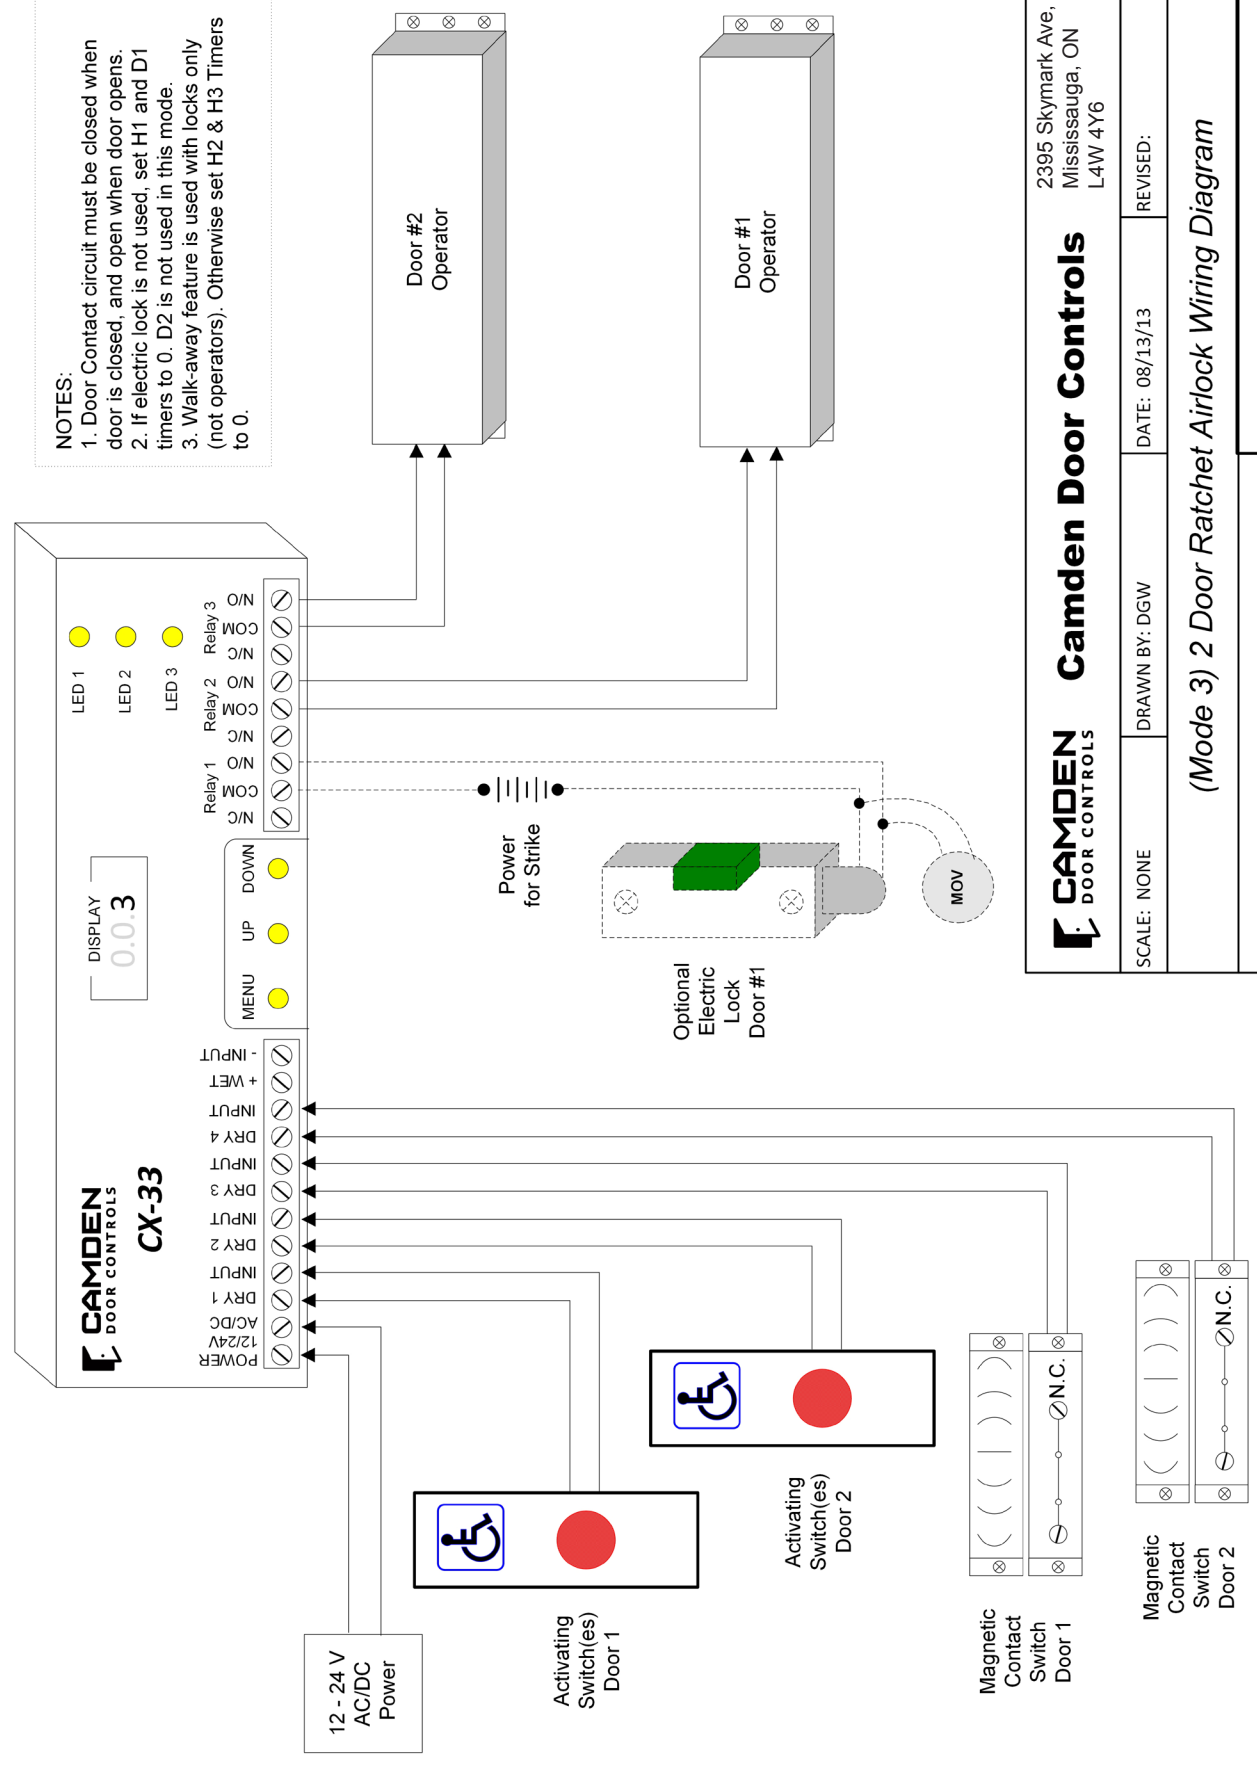 NOTES:
1. Door Contact circuit must be closed when
door is closed, and open when door opens.
2. If electric lock is not used, set H1 and D1
timers to 0. D2 is not used in this mode.
3. Walk-away feature is used with locks only
(not operators). Otherwise set H2 & H3 Timers
to 0.
CAMDEN
DOOR CONTROLS
CX-33
DISPLAY
0.0.3
LED 1
LED 2
LED 3
POWER
12/24V
AC/DC
DRY 1
INPUT
DRY 2
INPUT
DRY 3
INPUT
DRY 4
INPUT
+ WET
- INPUT
MENU
UP
DOWN
Relay 1
N/C
COM
N/O
Relay 2
N/C
COM
N/O
Relay 3
N/C
COM
N/O
Door #2
Operator
Door #1
Operator
Power
for Strike
Optional
Electric
Lock
Door #1
MOV
12 - 24 V
AC/DC
Power
Activating
Switch(es)
Door 1
Activating
Switch(es)
Door 2
Magnetic
Contact
Switch
Door 1
N.C.
Magnetic
Contact
Switch
Door 2
N.C.
CAMDEN
DOOR CONTROLS
Camden Door Controls
2395 Skymark Ave,
Mississauga, ON
L4W 4Y6
SCALE: NONE
DRAWN BY: DGW
DATE: 08/13/13
REVISED:
(Mode 3) 2 Door Ratchet Airlock Wiring Diagram